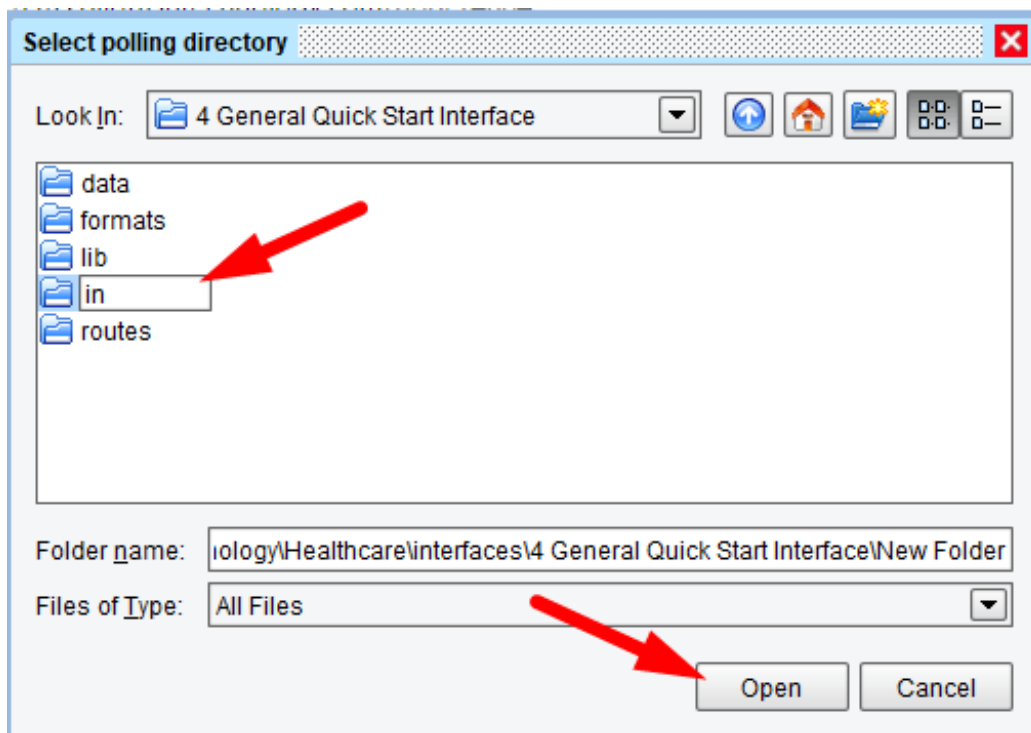 Select polling directory
Look In: 4 General Quick Start Interface
data
formats
lib
in
routes
Folder name: ology\Healthcare\interfaces\4 General Quick Start Interface\New Folder
Files of Type: All Files
Open Cancel